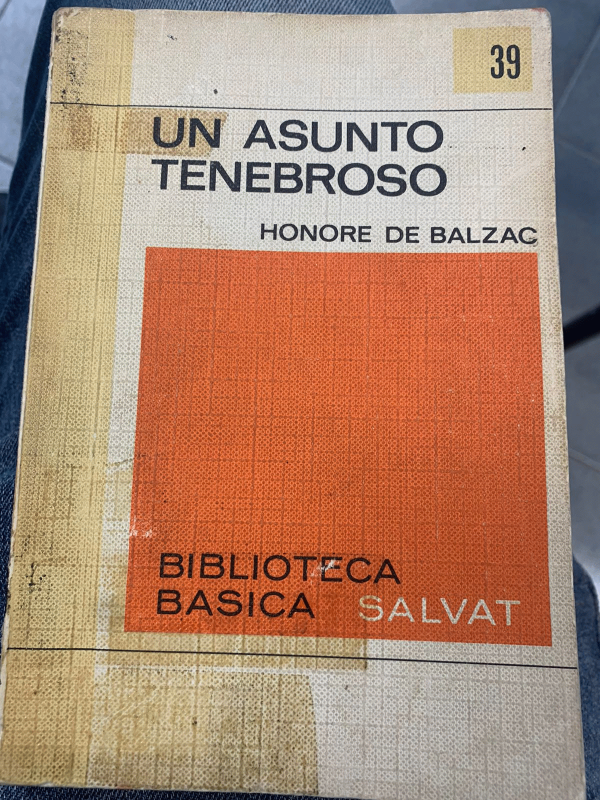 39
UN ASUNTO
TENEBROSO
HONORE DE BALZAC
BIBLIOTECA
BASICA SALVAT